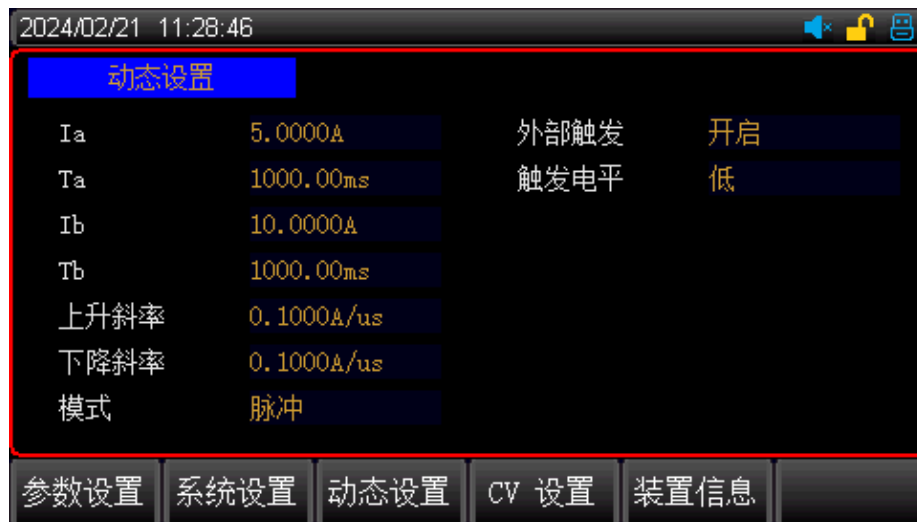 2024/02/21 11:28:46
动态设置
Ia 5.0000A 外部触发 开启
Ta 1000.00ms 触发电平 低
Ib 10.0000A
Tb 1000.00ms
上升斜率 0.1000A/us
下降斜率 0.1000A/us
模式 脉冲
参数设置 系统设置 动态设置 CV 设置 装置信息